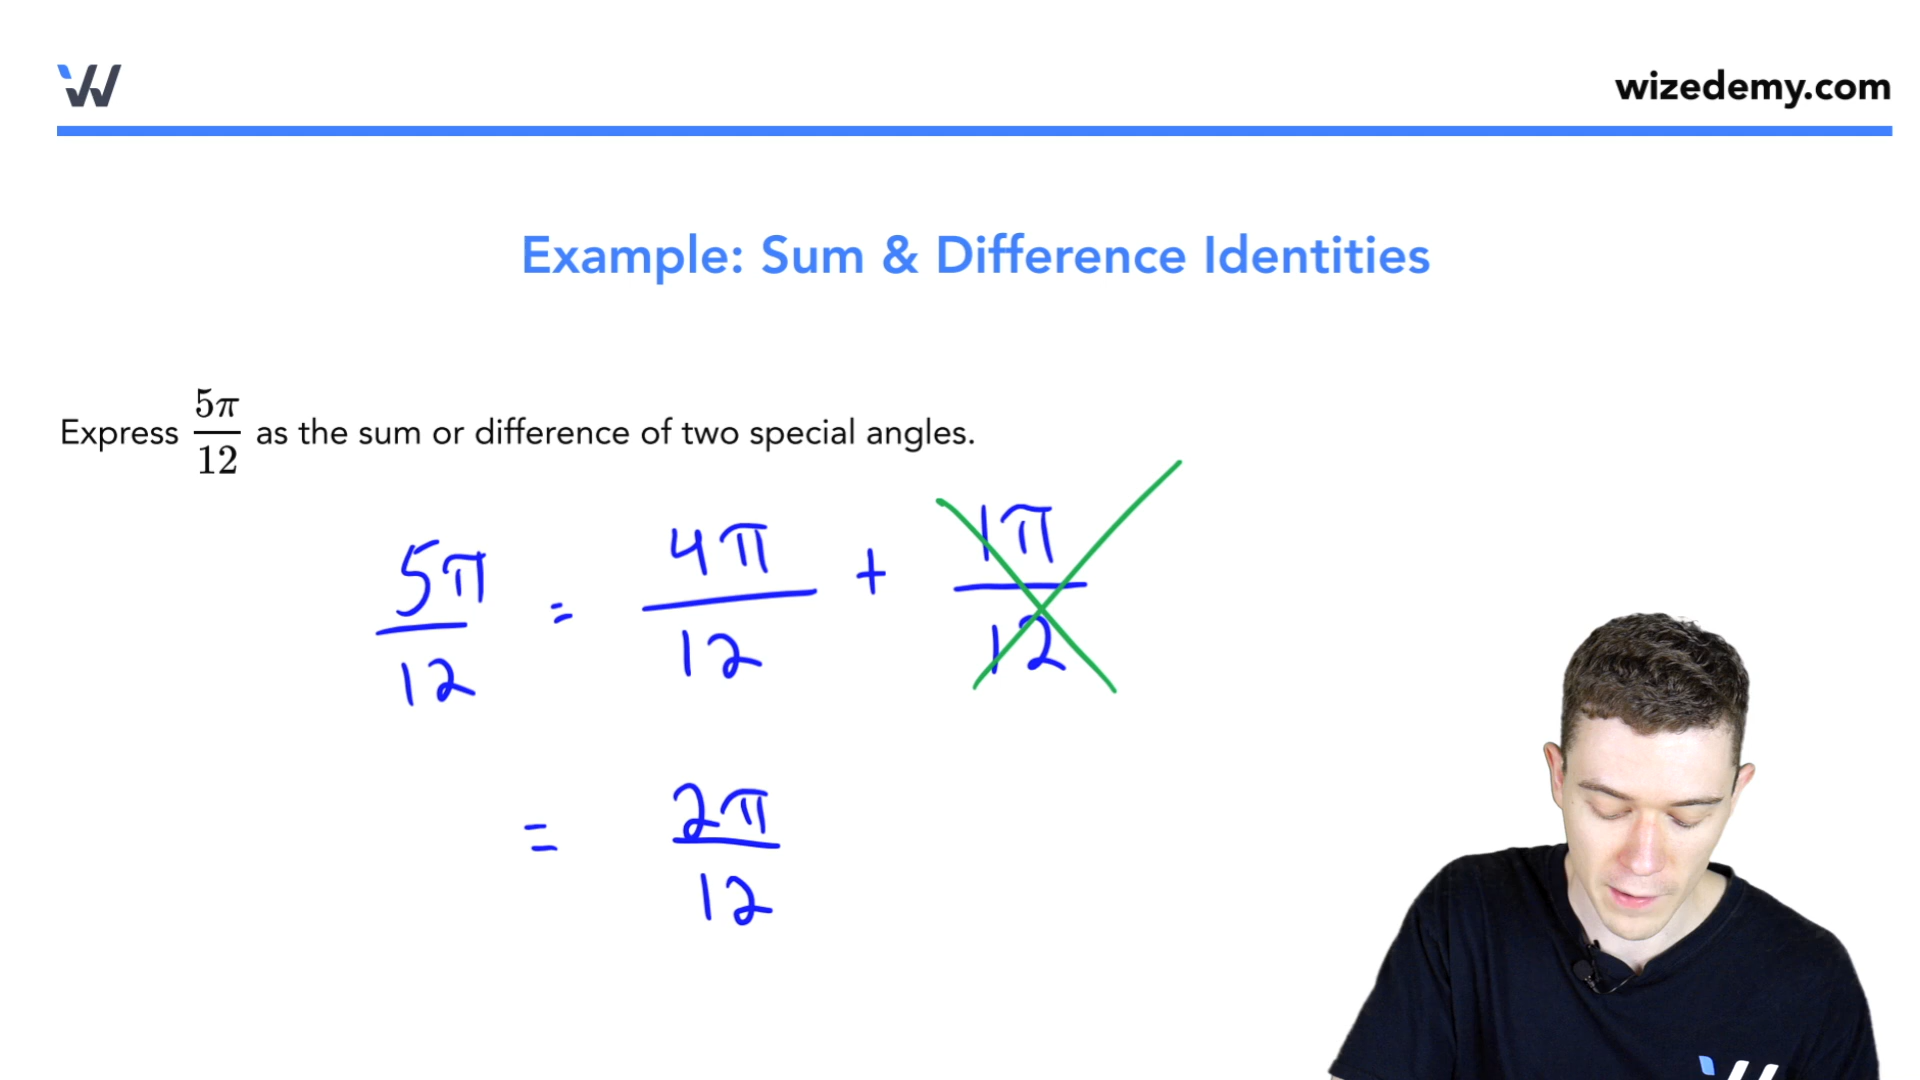 wizedemy.com
Example: Sum & Difference Identities
Express 5π/12 as the sum or difference of two special angles.
5π/12 = 4π/12 + 1π/12
= 2π/12